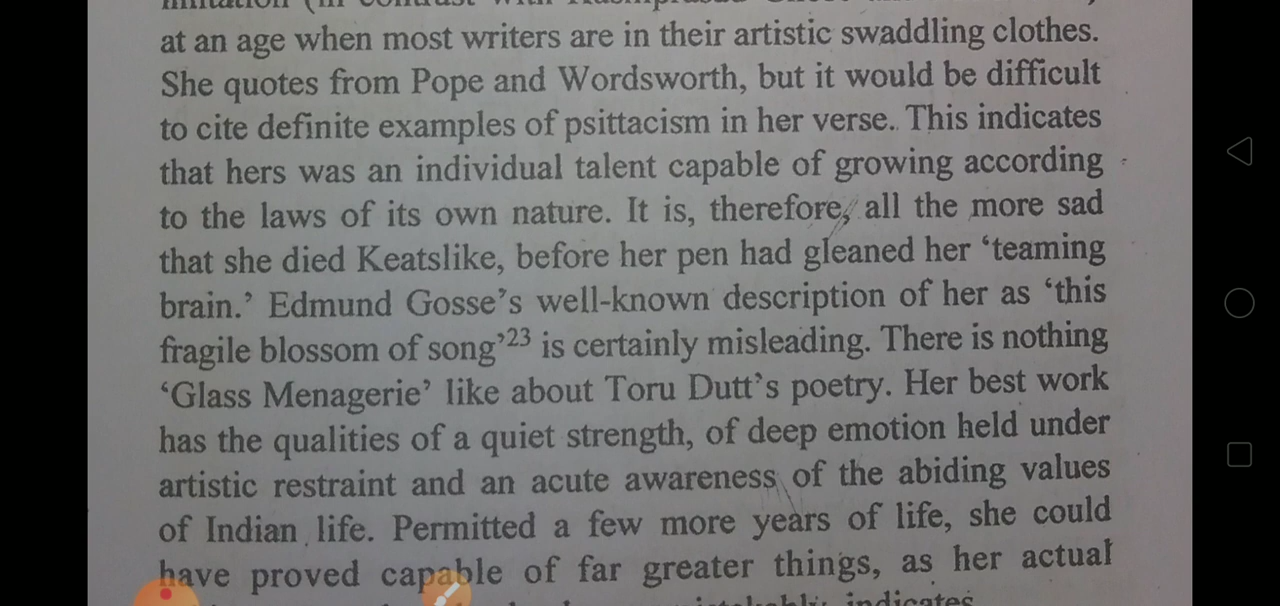 at an age when most writers are in their artistic swaddling clothes.
She quotes from Pope and Wordsworth, but it would be difficult
to cite definite examples of psittacism in her verse. This indicates
that hers was an individual talent capable of growing according
to the laws of its own nature. It is, therefore, all the more sad
that she died Keatslike, before her pen had gleaned her ‘teaming
brain.’ Edmund Gosse’s well-known description of her as ‘this
fragile blossom of song’23 is certainly misleading. There is nothing
‘Glass Menagerie’ like about Toru Dutt’s poetry. Her best work
has the qualities of a quiet strength, of deep emotion held under
artistic restraint and an acute awareness of the abiding values
of Indian life. Permitted a few more years of life, she could
have proved capable of far greater things, as her actual
indicates